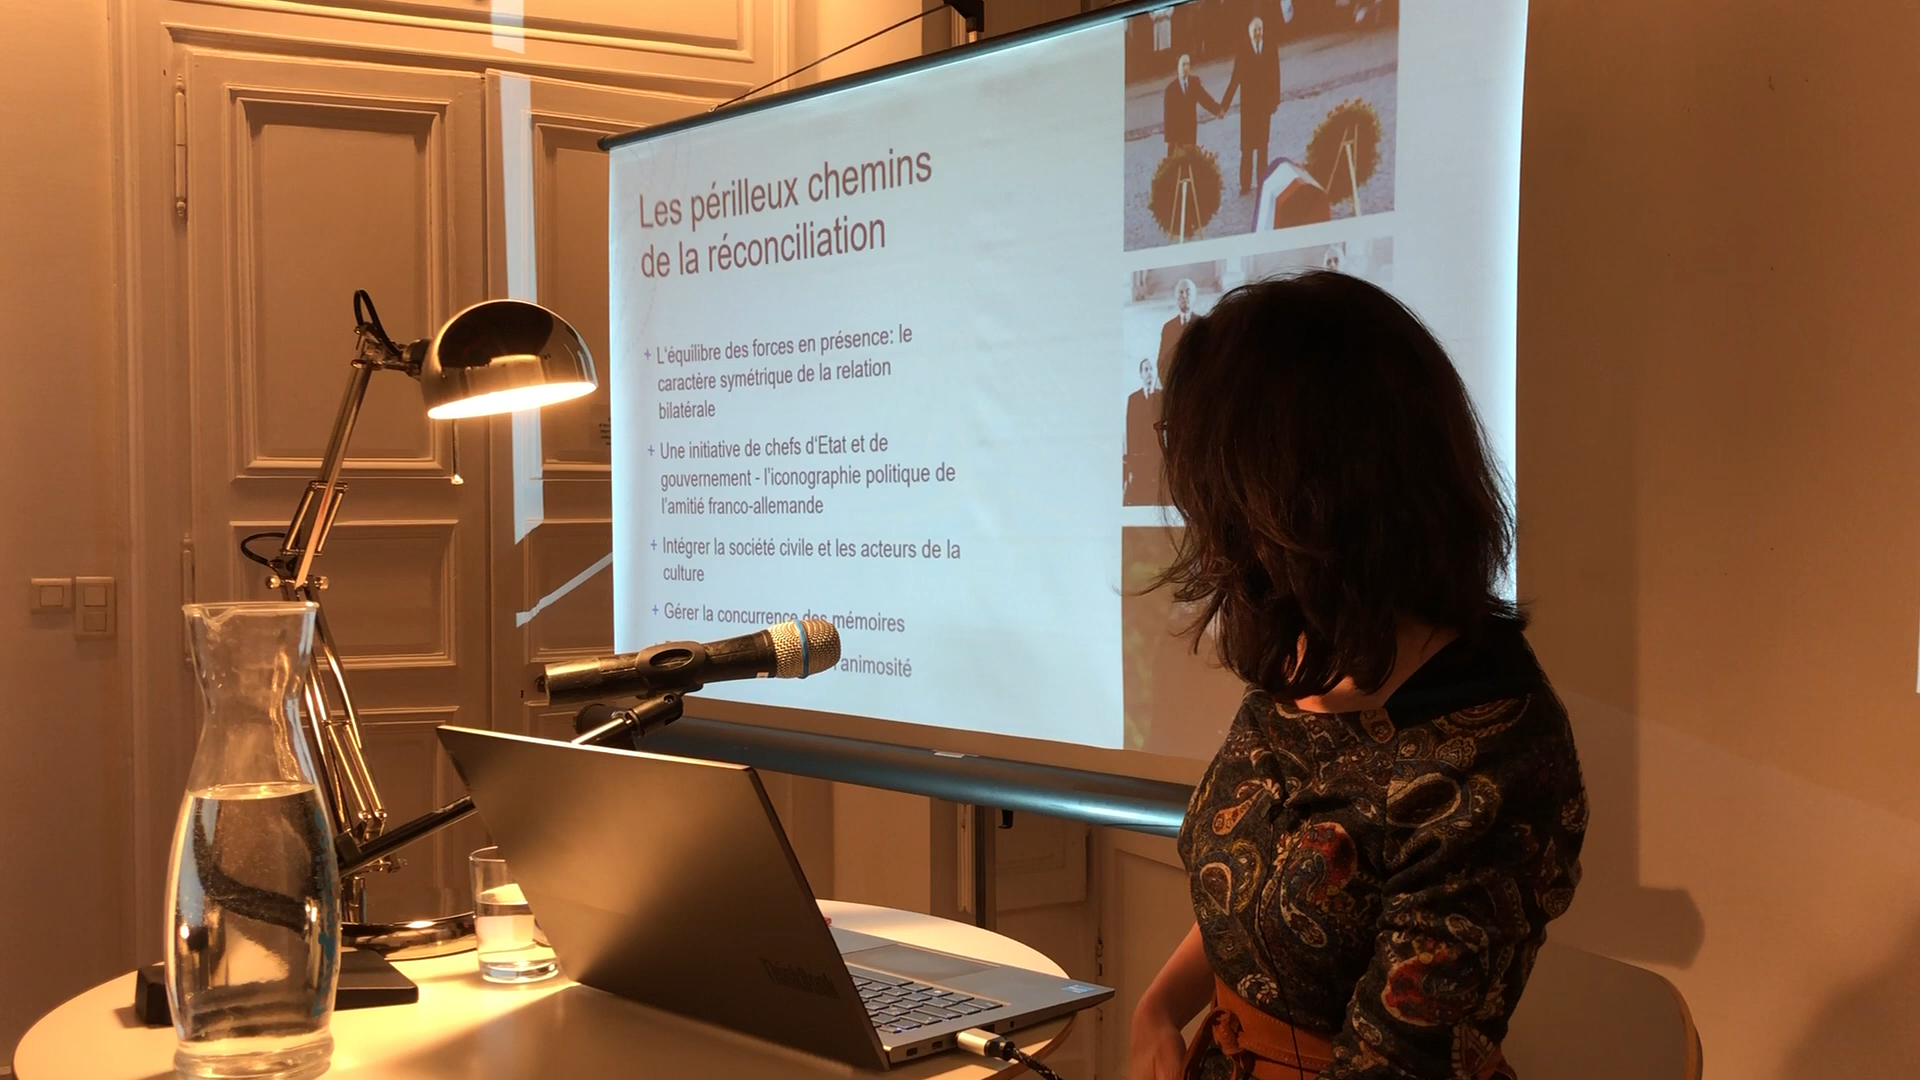 Les périlleux chemins
de la réconciliation
+ L'équilibre des forces en présence: le
caractère symétrique de la relation
bilatérale
+ Une initiative de chefs d'Etat et de
gouvernement - l'iconographie politique de
l'amitié franco-allemande
+ Intégrer la société civile et les acteurs de la
culture
+ Gérer la concurrence des mémoires
l'animosité
ThinkPad